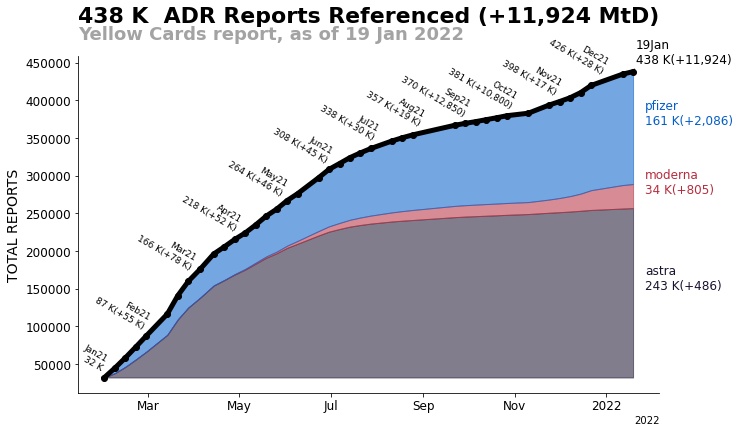 438 K  ADR Reports Referenced (+11,924 MtD)
Yellow Cards report, as of 19 Jan 2022
TOTAL REPORTS
450000
400000
350000
300000
250000
200000
150000
100000
50000
Jan21
32 K
Feb21
87 K(+55 K)
Mar21
166 K(+78 K)
Apr21
218 K(+52 K)
May21
264 K(+46 K)
Jun21
308 K(+45 K)
Jul21
338 K(+30 K)
Aug21
357 K(+19 K)
Sep21
370 K(+12,850)
Oct21
381 K(+10,800)
Nov21
398 K(+17 K)
Dec21
426 K(+28 K)
19Jan
438 K(+11,924)
pfizer
161 K(+2,086)
moderna
34 K(+805)
astra
243 K(+486)
Mar
May
Jul
Sep
Nov
2022
2022